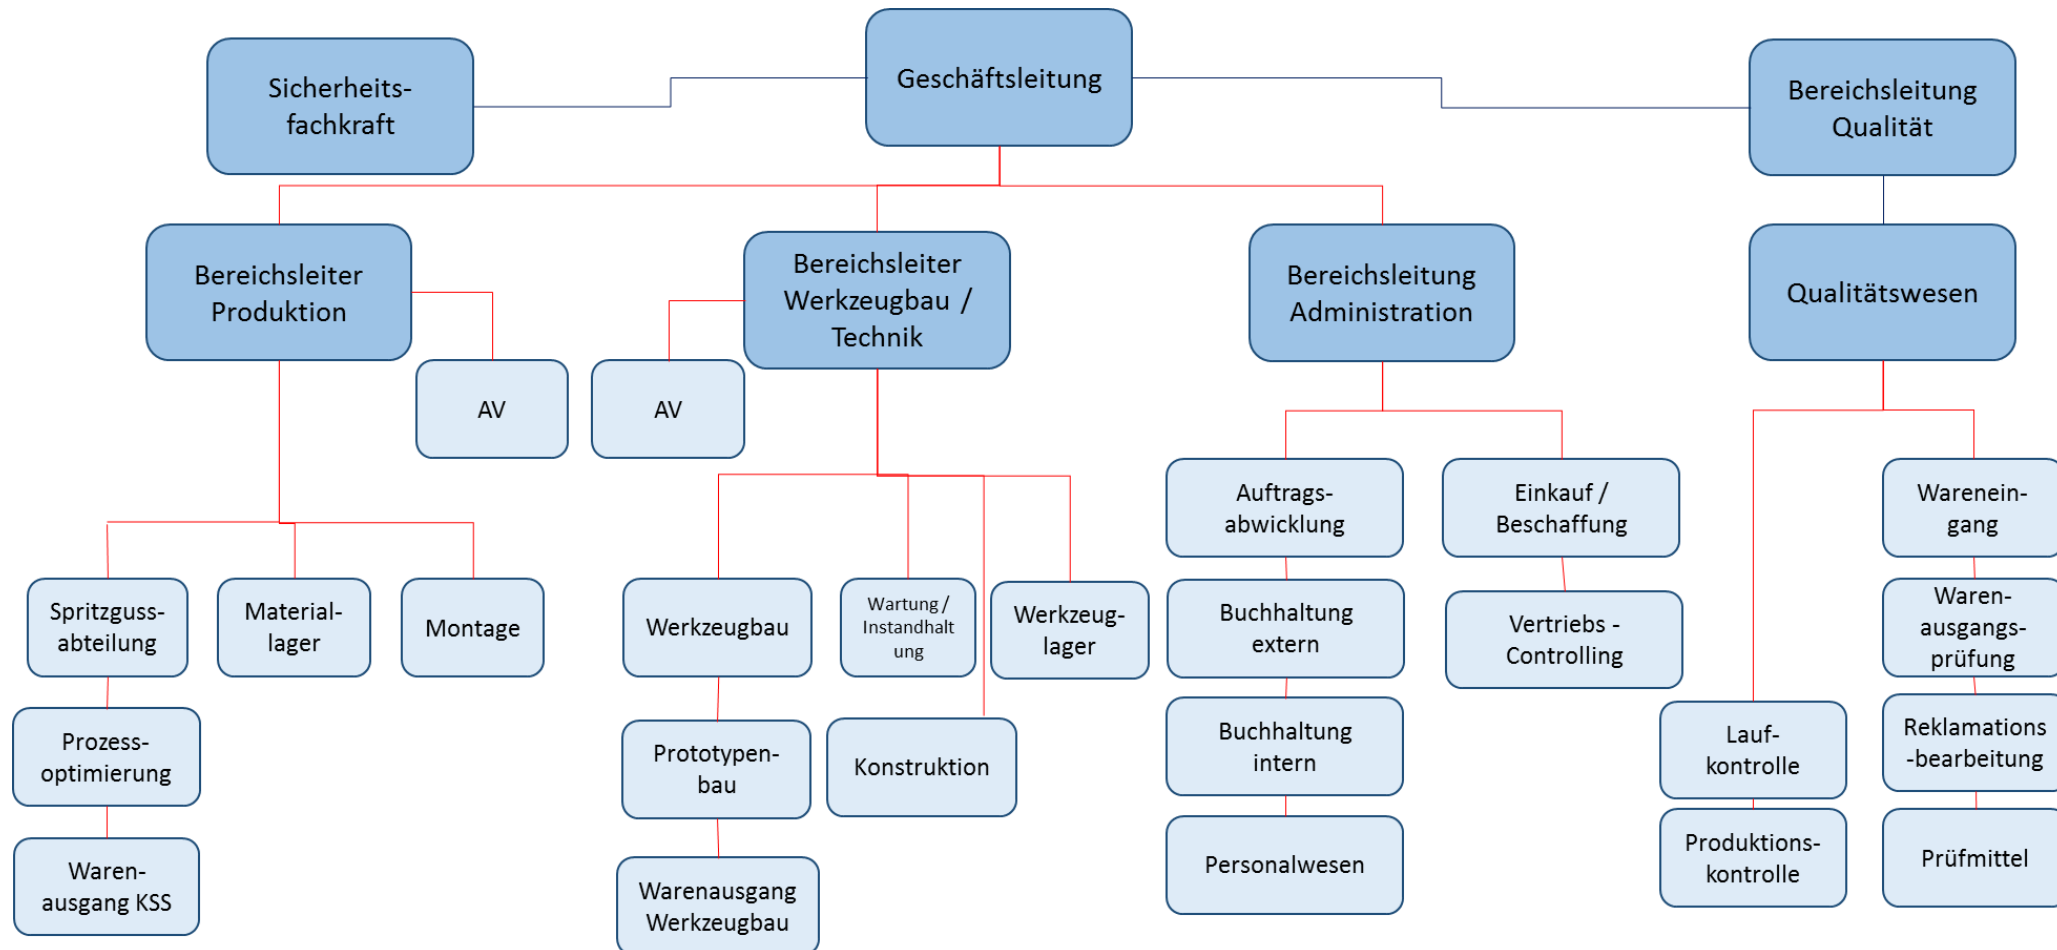 Geschäftsleitung
Sicherheits-
fachkraft
Bereichsleitung
Qualität
Bereichsleiter
Produktion
Bereichsleiter
Werkzeugbau /
Technik
Bereichsleitung
Administration
Qualitätswesen
AV
AV
Auftrags-
abwicklung
Einkauf /
Beschaffung
Warenein-
gang
Spritzguss-
abteilung
Material-
lager
Montage
Werkzeugbau
Wartung /
Instandhalt
ung
Werkzeug-
lager
Buchhaltung
extern
Vertriebs -
Controlling
Waren-
ausgangs-
prüfung
Prozess-
optimierung
Prototypen-
bau
Konstruktion
Buchhaltung
intern
Lauf-
kontrolle
Reklamations
-bearbeitung
Waren-
ausgang KSS
Warenausgang
Werkzeugbau
Personalwesen
Produktions-
kontrolle
Prüfmittel